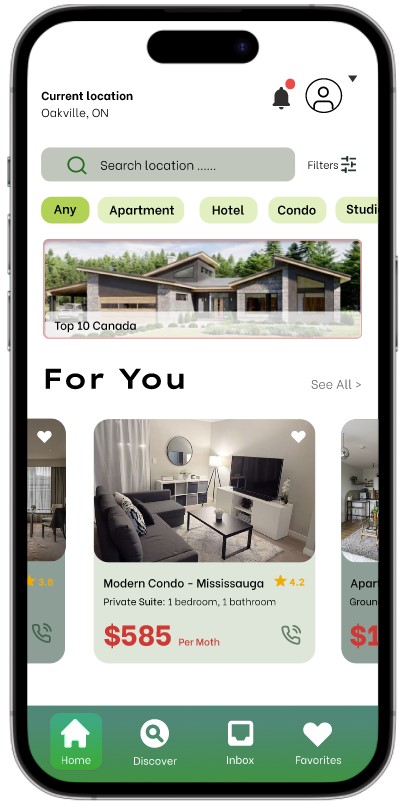 Current location
Oakville, ON
Search location ......
Filters
Any
Apartment
Hotel
Condo
Studi
Top 10 Canada
For You
See All >
3.8
Modern Condo - Mississauga
4.2
Private Suite: 1 bedroom, 1 bathroom
$585 Per Moth
Apar
Groun
$1
Home
Discover
Inbox
Favorites